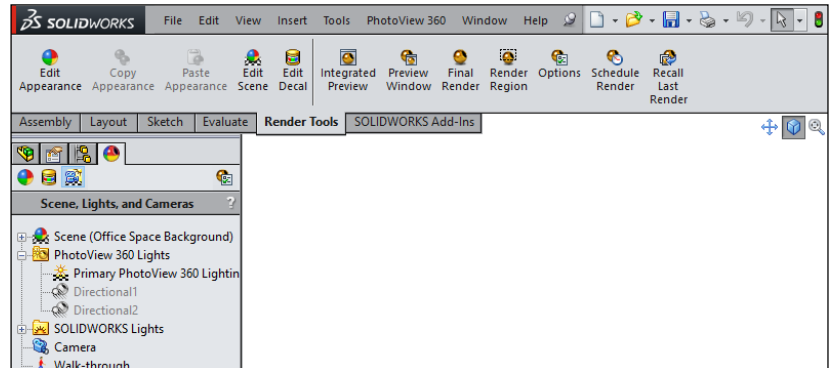 SOLIDWORKS File Edit View Insert Tools PhotoView 360 Window Help
Edit Appearance Copy Appearance Paste Appearance Edit Scene Edit Decal Integrated Preview Preview Window Final Render Render Region Options Schedule Render Recall Last Render
Assembly Layout Sketch Evaluate Render Tools SOLIDWORKS Add-Ins
Scene, Lights, and Cameras ?
Scene (Office Space Background)
PhotoView 360 Lights
Primary PhotoView 360 Lightin
Directional1
Directional2
SOLIDWORKS Lights
Camera
Walk-through